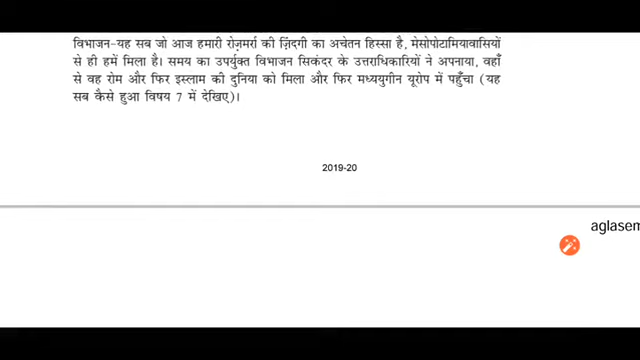 विभाजन-यह सब जो आज हमारी रोज़मर्रा की ज़िंदगी का अचेतन हिस्सा है, मेसोपोटामियावासियों
से ही हमें मिला है। समय का उपर्युक्त विभाजन सिकंदर के उत्तराधिकारियों ने अपनाया, वहाँ
से वह रोम और फिर इस्लाम की दुनिया को मिला और फिर मध्ययुगीन यूरोप में पहुँचा (यह
सब कैसे हुआ विषय 7 में देखिए)।
2019-20
aglasem